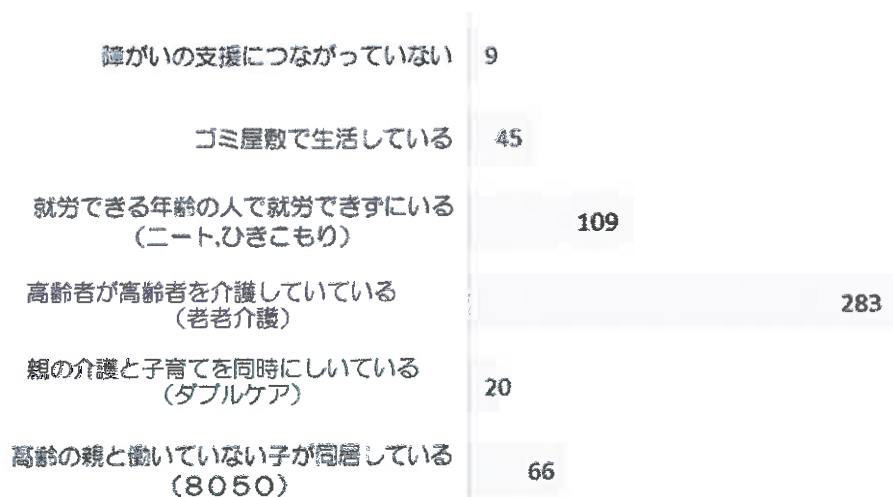 障がいの支援につながっていない 9
ゴミ屋敷で生活している 45
就労できる年齢の人で就労できずにいる
(ニート,ひきこもり) 109
高齢者が高齢者を介護していている
(老老介護) 283
親の介護と子育てを同時にしいている
(ダブルケア) 20
高齢の親と働いていない子が同居している
(8050) 66